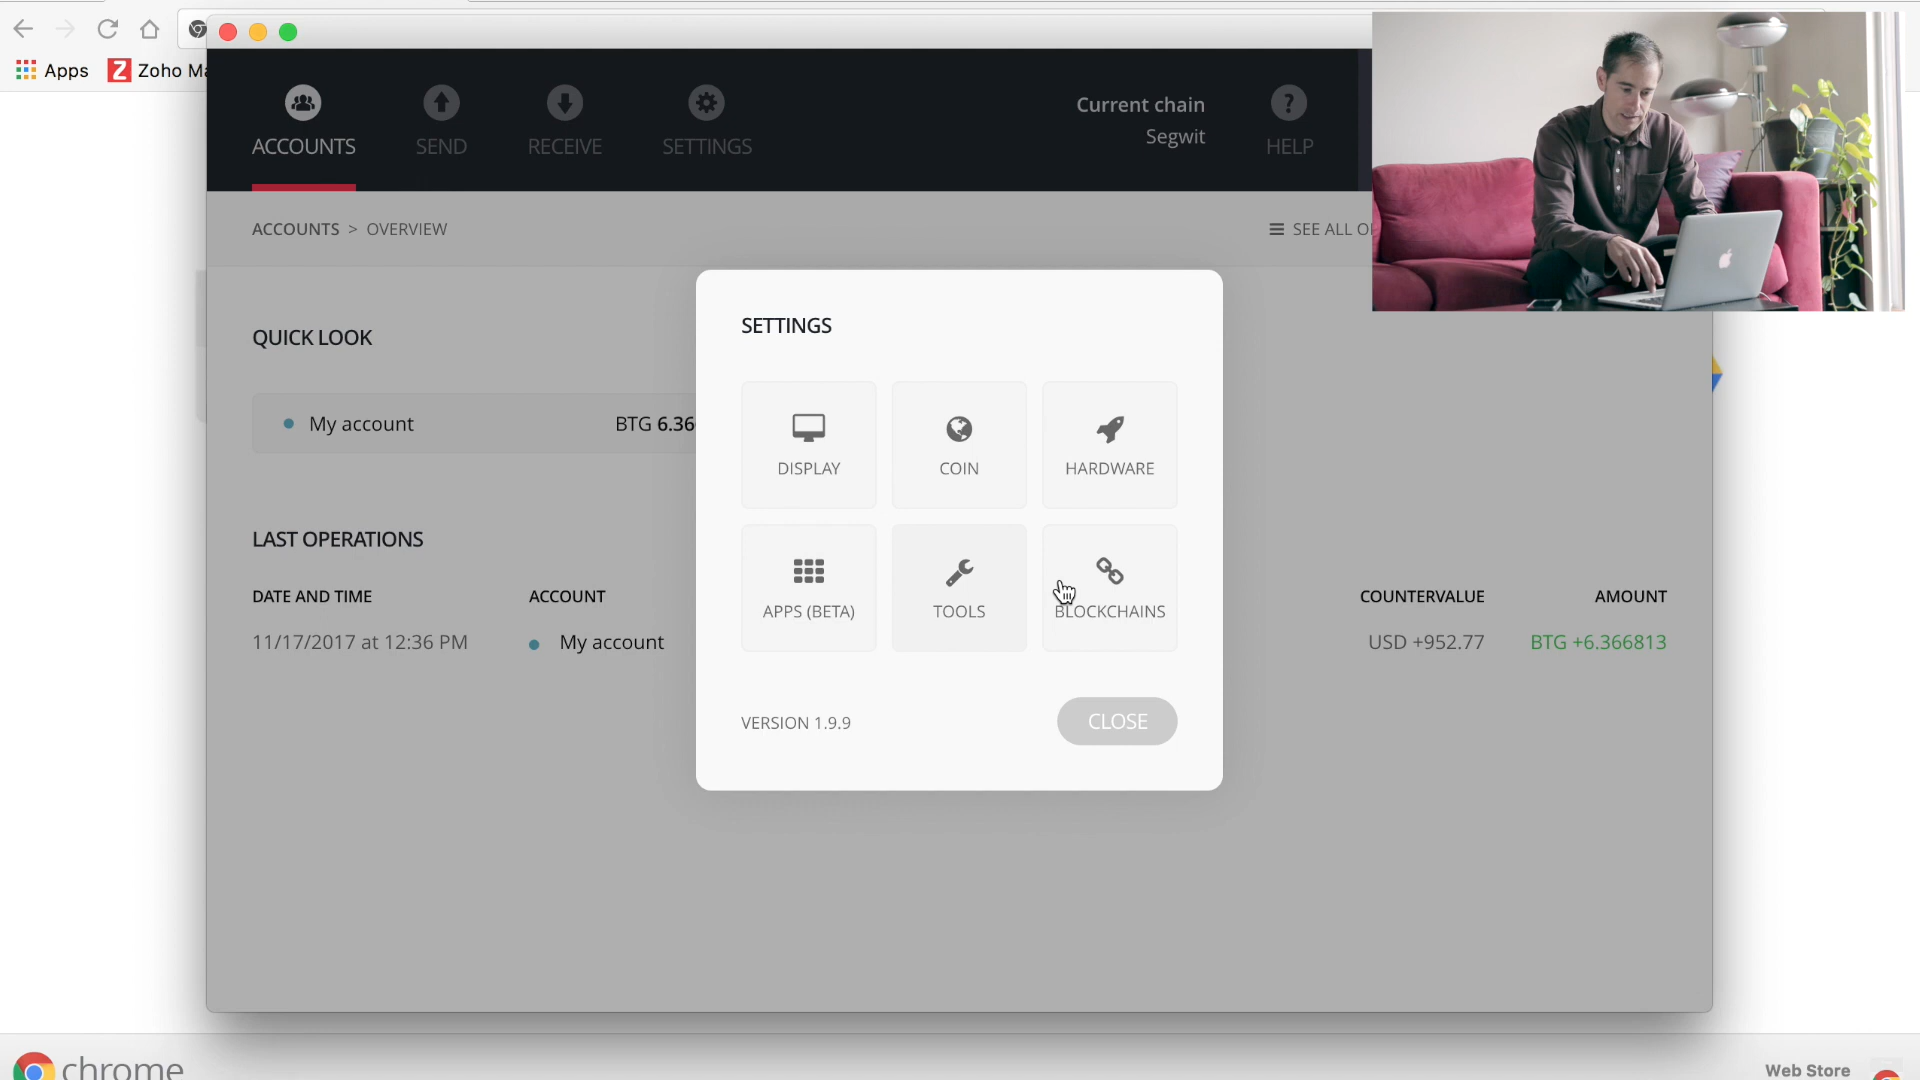 Apps
Zoho Ma
ACCOUNTS
SEND
RECEIVE
SETTINGS
Current chain
Segwit
HELP
ACCOUNTS > OVERVIEW
SEE ALL O
QUICK LOOK
My account
BTG 6.36
SETTINGS
DISPLAY
COIN
HARDWARE
APPS (BETA)
TOOLS
BLOCKCHAINS
VERSION 1.9.9
CLOSE
LAST OPERATIONS
DATE AND TIME
ACCOUNT
COUNTERVALUE
AMOUNT
11/17/2017 at 12:36 PM
My account
USD +952.77
BTG +6.366813
chrome
Web Store